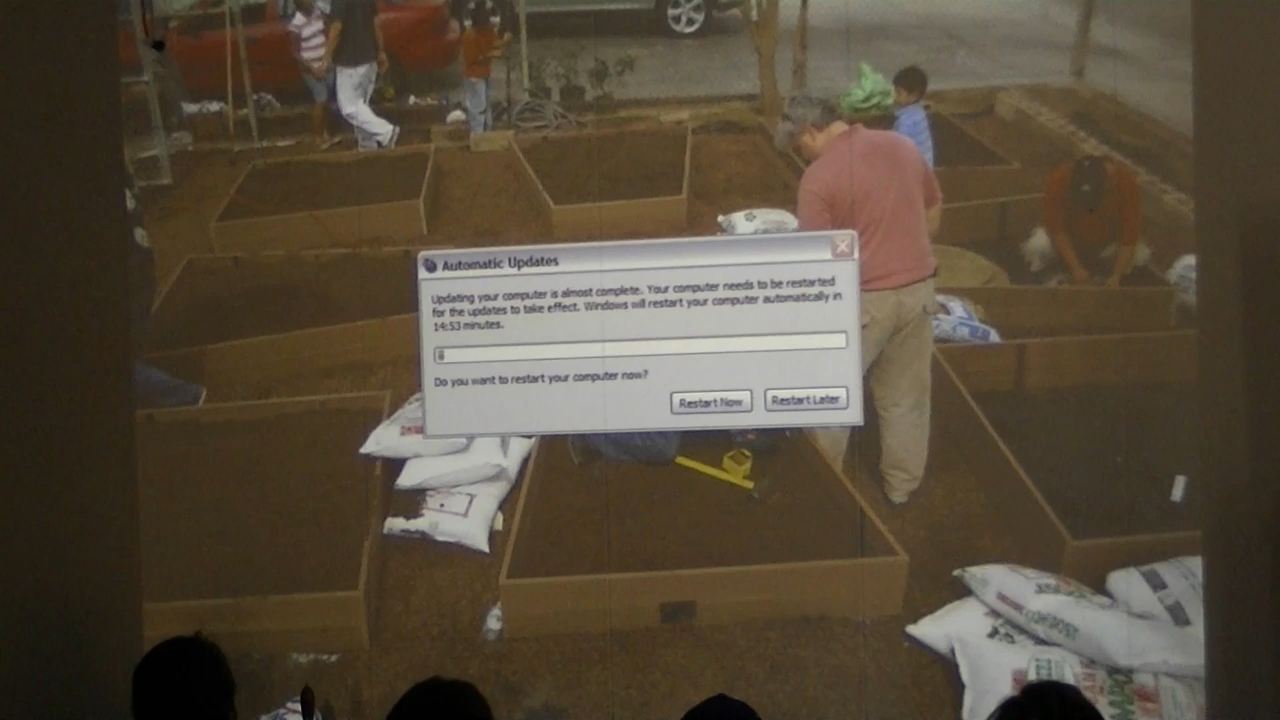 Automatic Updates
Updating your computer is almost complete. Your computer needs to be restarted
for the updates to take effect. Windows will restart your computer automatically in
14:53 minutes.
Do you want to restart your computer now?
Restart Now
Restart Later
COMPOST